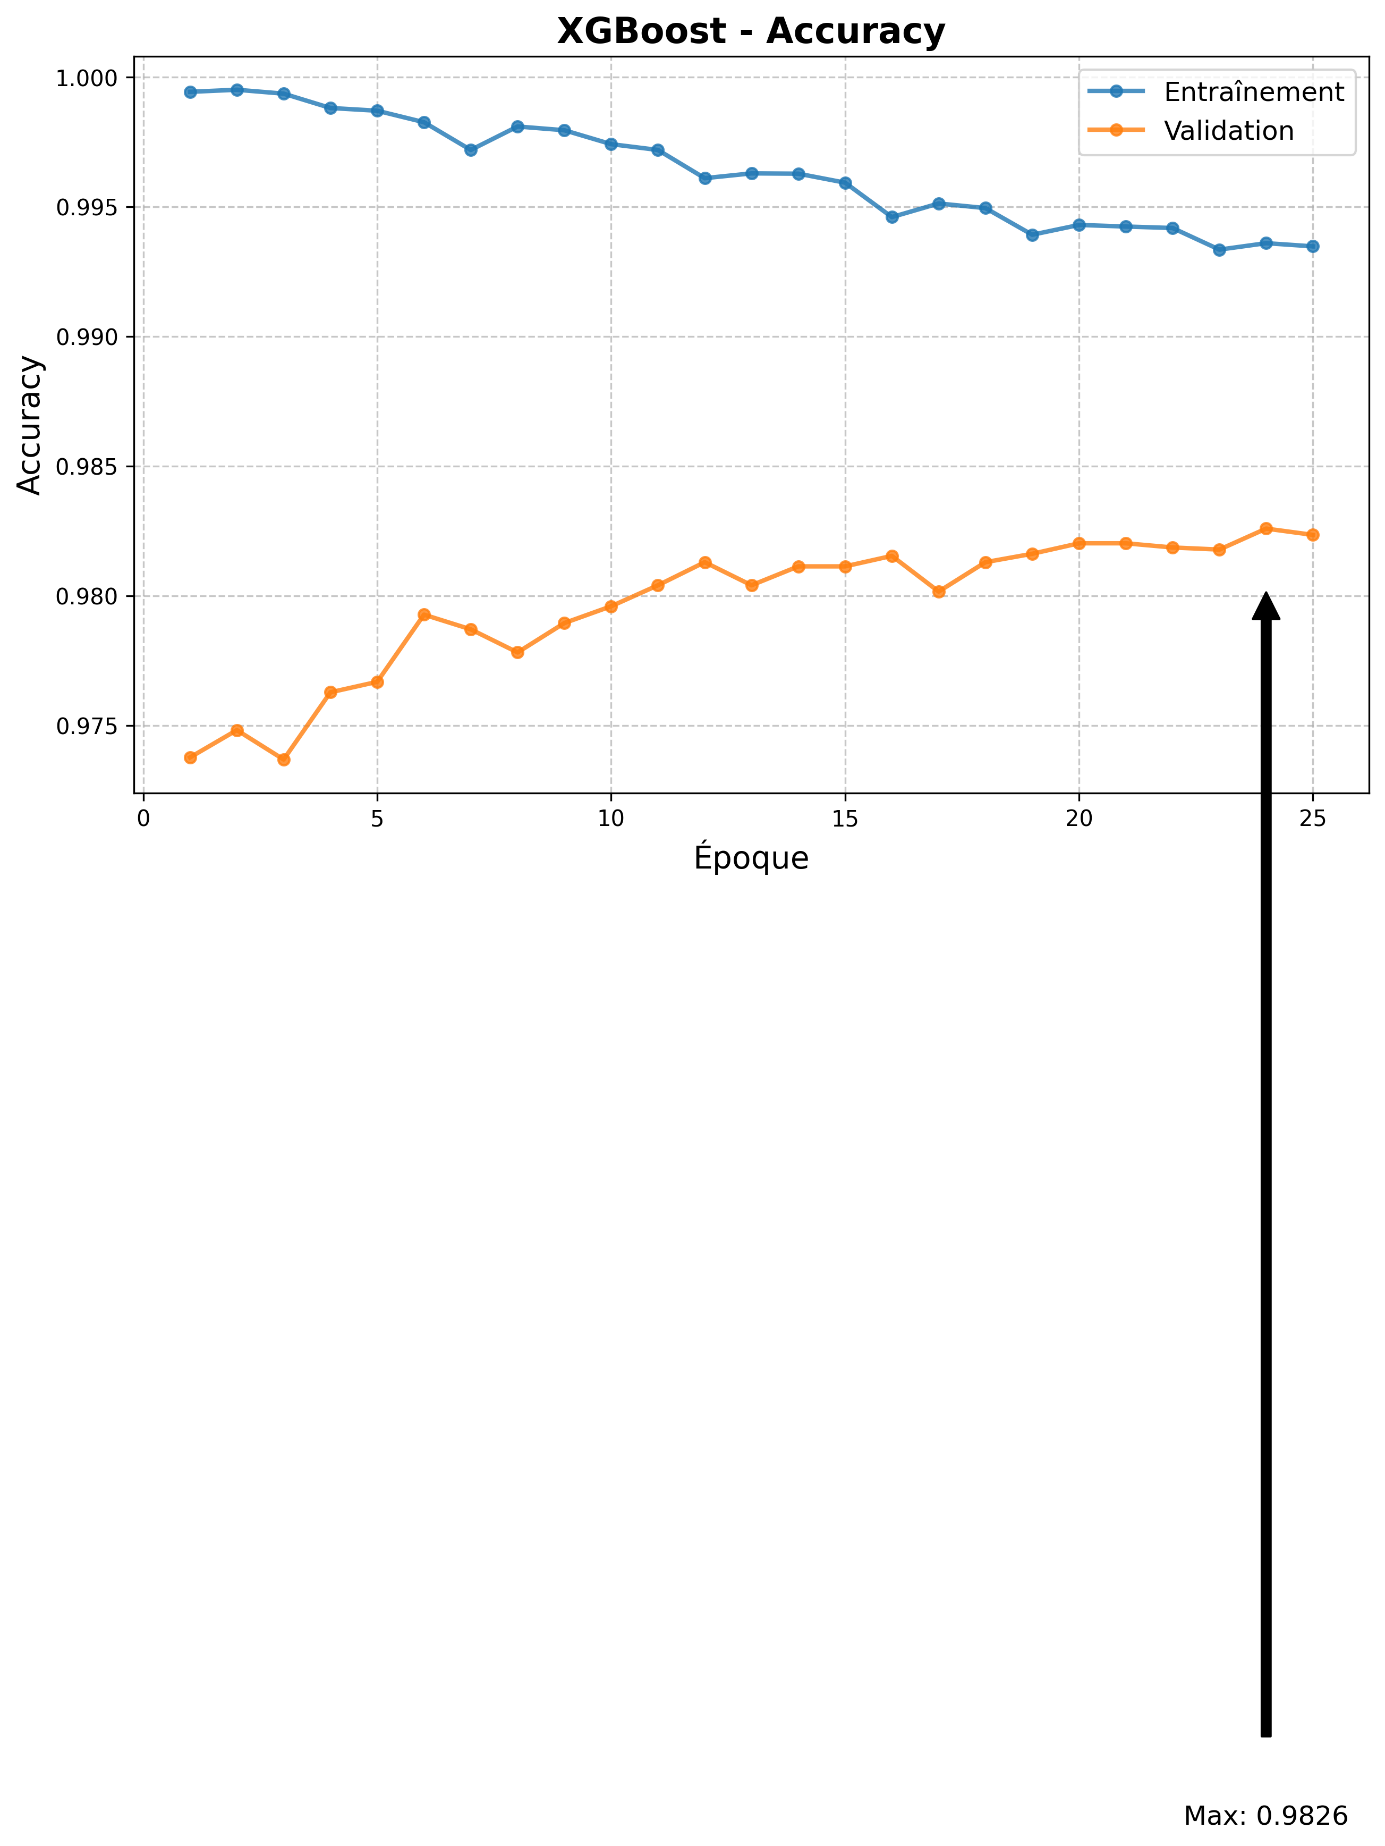 XGBoost - Accuracy
Entraînement
Validation
1.000
0.995
0.990
0.985
0.980
0.975
Accuracy
0 5 10 15 20 25
Époque
Max: 0.9826